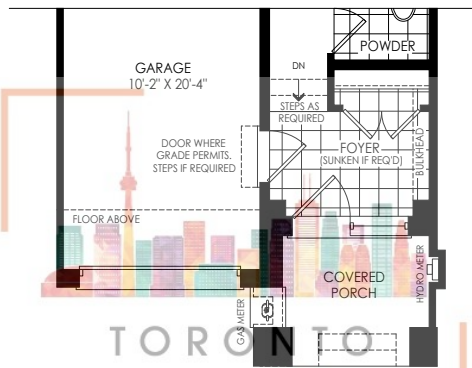 POWDER
GARAGE
10'-2" X 20'-4"
DN
STEPS AS
REQUIRED
DOOR WHERE
GRADE PERMITS.
STEPS IF REQUIRED
FOYER
(SUNKEN IF REQ'D)
BULKHEAD
FLOOR ABOVE
COVERED
PORCH
HYDRO METER
GAS METER
TORONTO